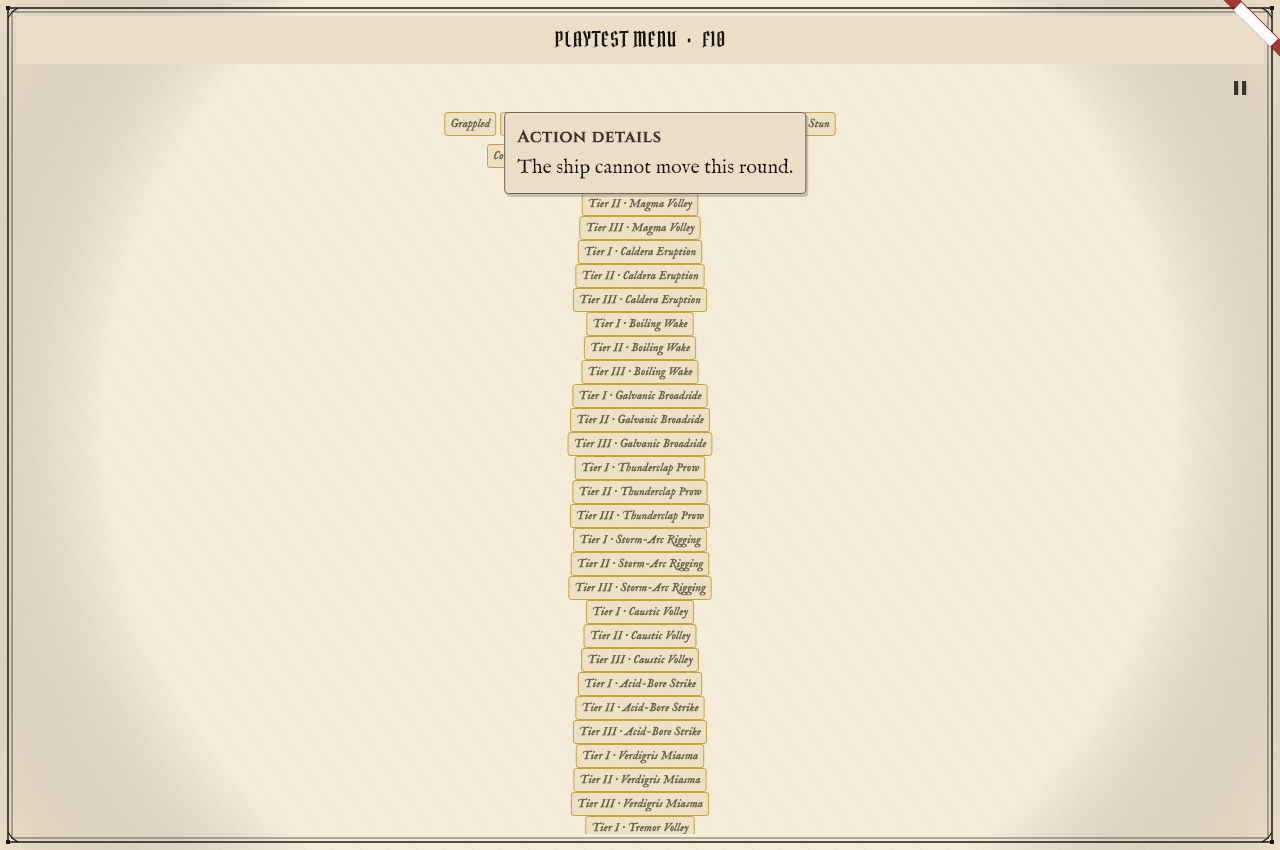 PLAYTEST MENU · F10
Grappled
Stun
ACTION DETAILS
The ship cannot move this round.
Tier II · Magma Volley
Tier III · Magma Volley
Tier I · Caldera Eruption
Tier II · Caldera Eruption
Tier III · Caldera Eruption
Tier I · Boiling Wake
Tier II · Boiling Wake
Tier III · Boiling Wake
Tier I · Galvanic Broadside
Tier II · Galvanic Broadside
Tier III · Galvanic Broadside
Tier I · Thunderclap Prow
Tier II · Thunderclap Prow
Tier III · Thunderclap Prow
Tier I · Storm-Arc Rigging
Tier II · Storm-Arc Rigging
Tier III · Storm-Arc Rigging
Tier I · Caustic Volley
Tier II · Caustic Volley
Tier III · Caustic Volley
Tier I · Acid-Bore Strike
Tier II · Acid-Bore Strike
Tier III · Acid-Bore Strike
Tier I · Verdigris Miasma
Tier II · Verdigris Miasma
Tier III · Verdigris Miasma
Tier I · Tremor Volley